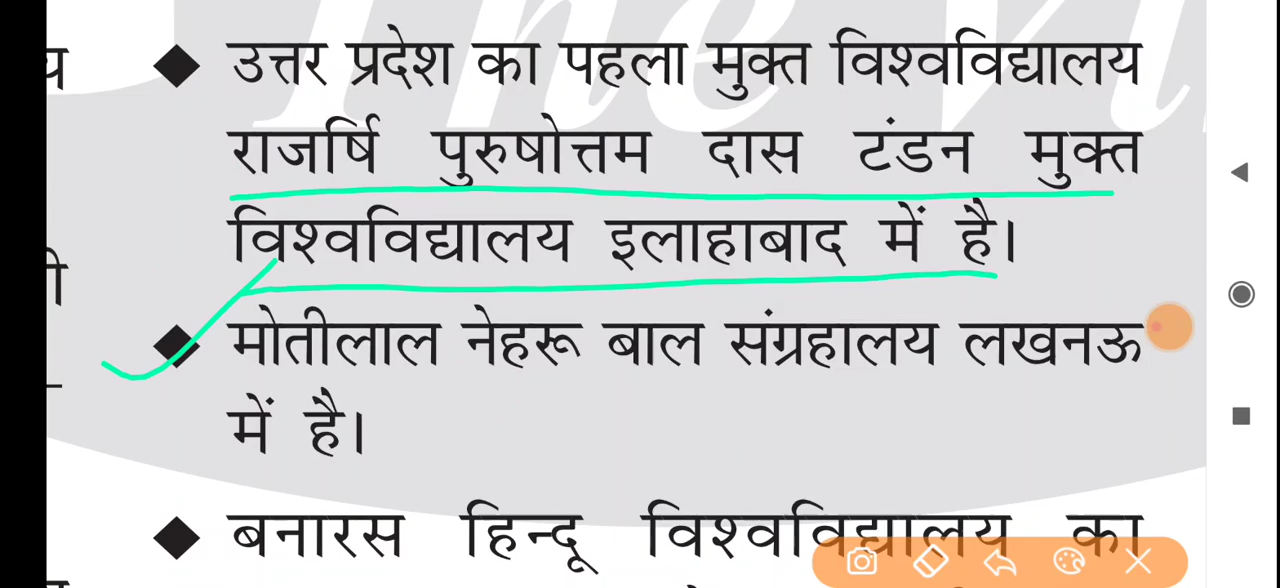 उत्तर प्रदेश का पहला मुक्त विश्वविद्यालय
राजर्षि पुरुषोत्तम दास टंडन मुक्त
विश्वविद्यालय इलाहाबाद में है।
मोतीलाल नेहरू बाल संग्रहालय लखनऊ
में है।
बनारस हिन्दू विश्वविद्यालय का